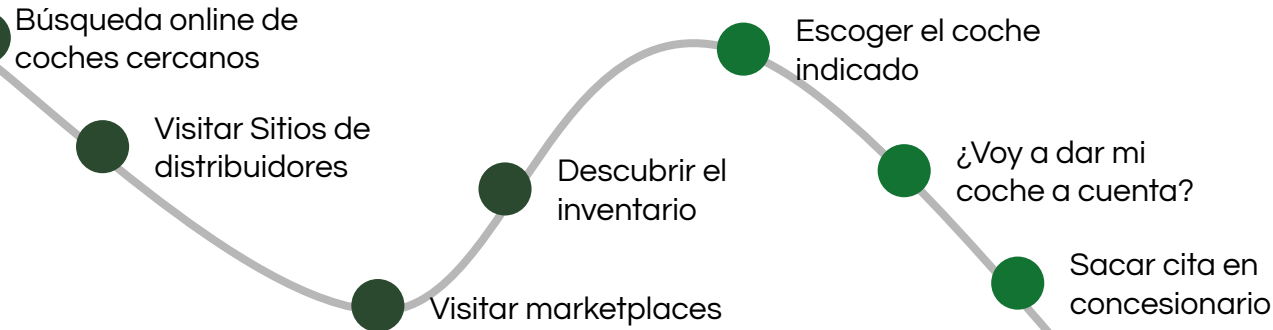 Búsqueda online de
coches cercanos
Visitar Sitios de
distribuidores
Visitar marketplaces
Descubrir el
inventario
Escoger el coche
indicado
¿Voy a dar mi
coche a cuenta?
Sacar cita en
concesionario